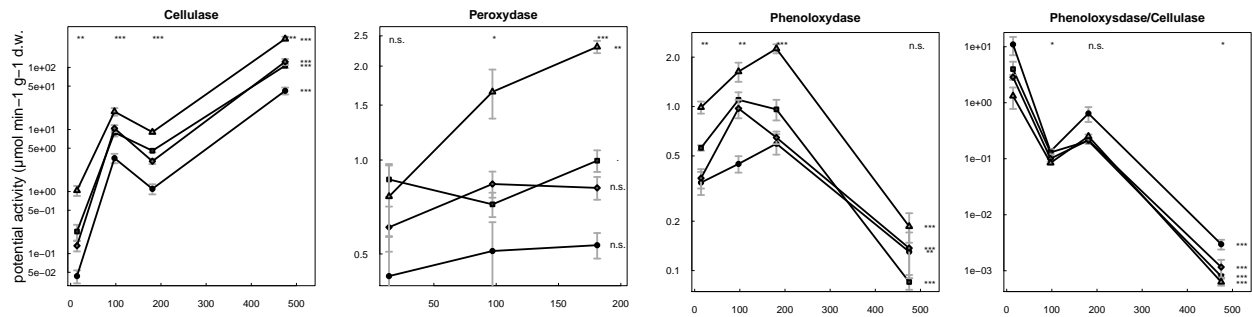 Cellulase
Peroxydase
Phenoloxydase
Phenoloxysdase/Cellulase
potential activity (µmol min−1 g−1 d.w.
** *** *** ** ***
***
***
***
1e+02
5e+01
1e+01
5e+00
1e+00
5e−01
1e−01
5e−02
0 100 200 300 400 500
n.s. * ***
**
.
n.s.
n.s.
2.5
2.0
1.5
1.0
0.5
50 100 150 200
** ** *** n.s.
***
***
**
***
2.0
1.0
0.5
0.2
0.1
0 100 200 300 400 500
* n.s. *
***
***
***
***
1e+01
1e+00
1e−01
1e−02
1e−03
0 100 200 300 400 500